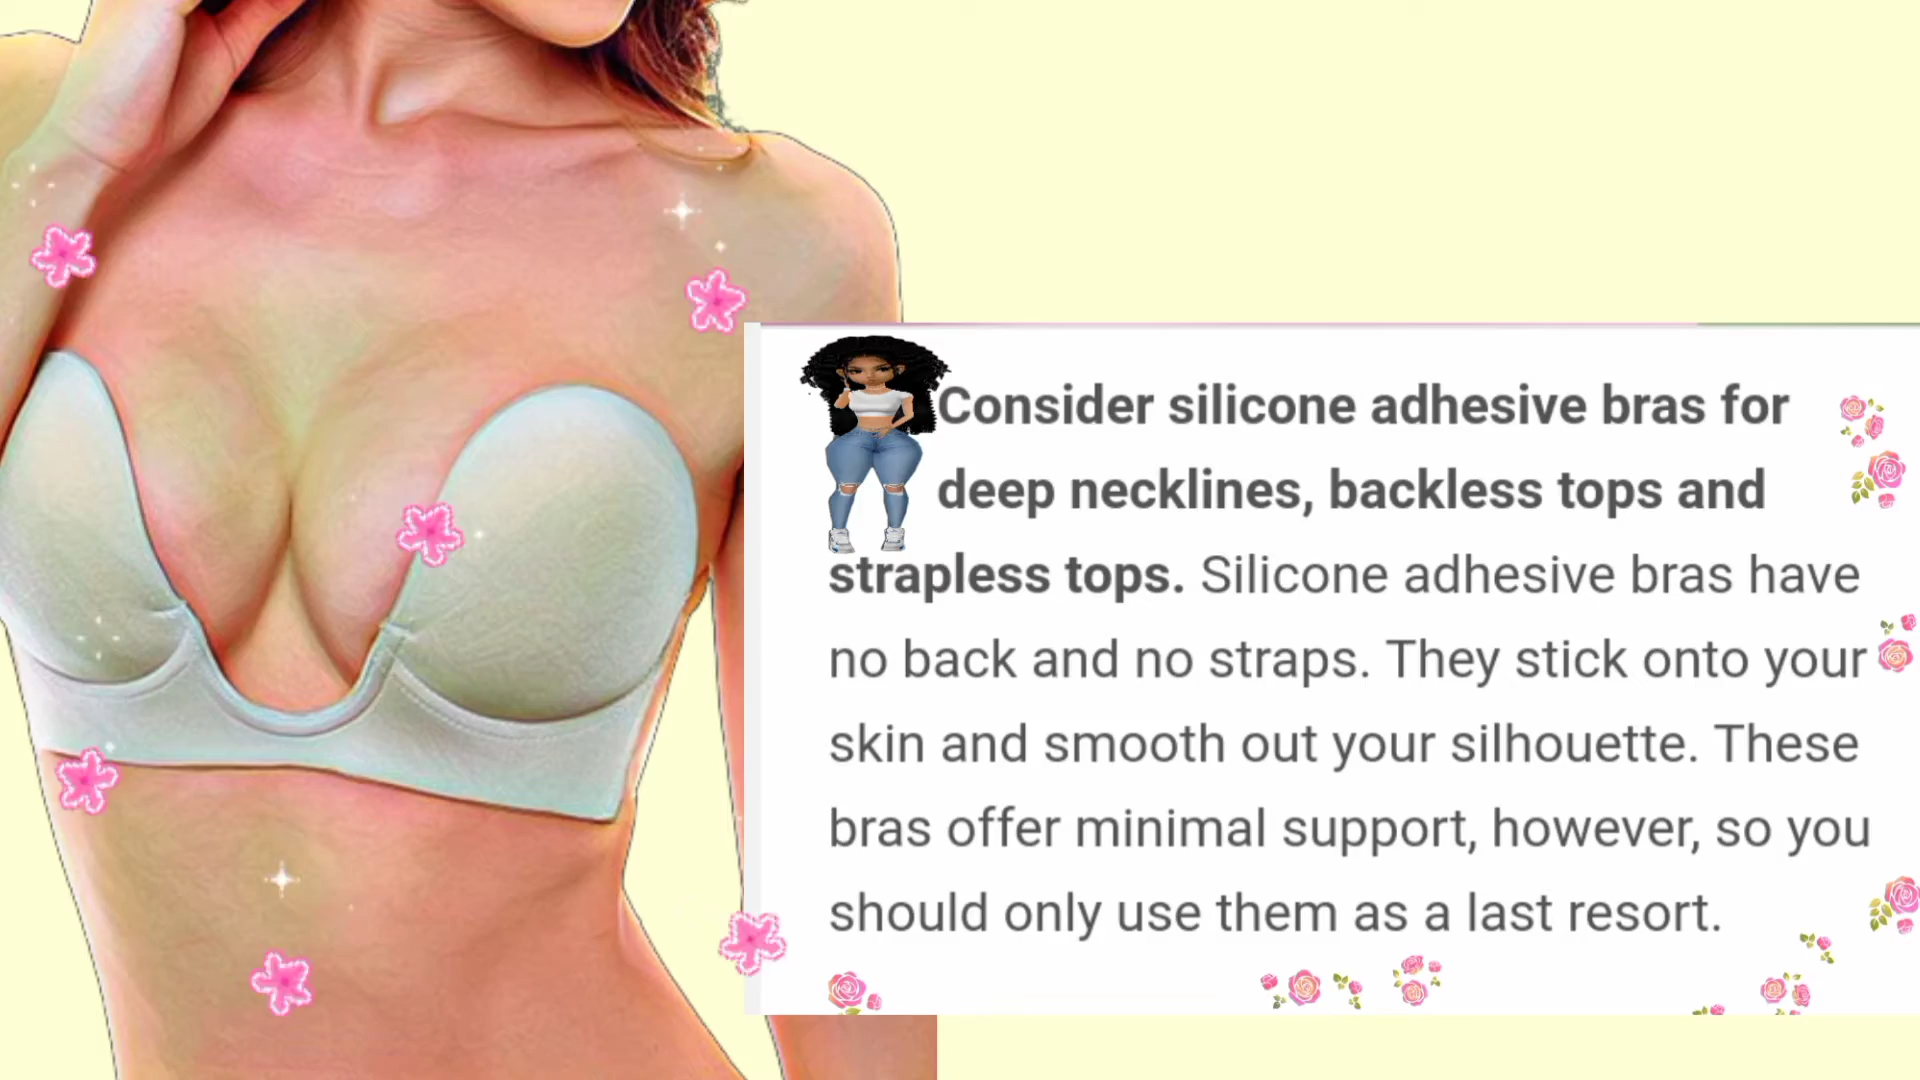 Consider silicone adhesive bras for
deep necklines, backless tops and
strapless tops. Silicone adhesive bras have
no back and no straps. They stick onto your
skin and smooth out your silhouette. These
bras offer minimal support, however, so you
should only use them as a last resort.